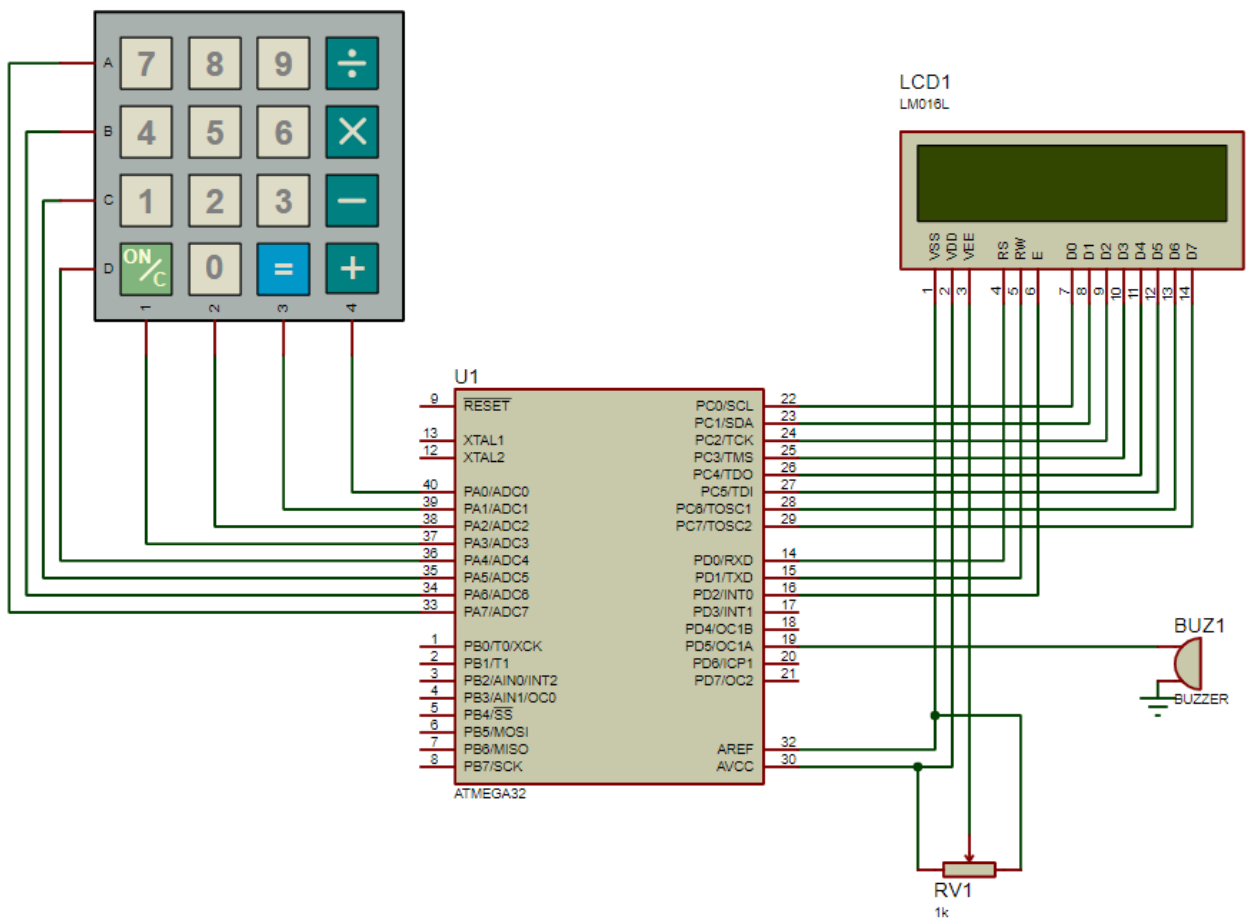 A 7 8 9 ÷
B 4 5 6 ×
C 1 2 3 −
D ON/C 0 = +
1 2 3 4
LCD1
LM016L
VSS VDD VEE RS RW E D0 D1 D2 D3 D4 D5 D6 D7
1 2 3 4 5 6 7 8 9 10 11 12 13 14
U1
9 RESET PC0/SCL 22
PC1/SDA 23
13 XTAL1 PC2/TCK 24
12 XTAL2 PC3/TMS 25
PC4/TDO 26
40 PA0/ADC0 PC5/TDI 27
39 PA1/ADC1 PC6/TOSC1 28
38 PA2/ADC2 PC7/TOSC2 29
37 PA3/ADC3
36 PA4/ADC4 PD0/RXD 14
35 PA5/ADC5 PD1/TXD 15
34 PA6/ADC6 PD2/INT0 16
33 PA7/ADC7 PD3/INT1 17
PD4/OC1B 18
1 PB0/T0/XCK PD5/OC1A 19
2 PB1/T1 PD6/ICP1 20
3 PB2/AIN0/INT2 PD7/OC2 21
4 PB3/AIN1/OC0
5 PB4/SS
6 PB5/MOSI
7 PB6/MISO AREF 32
8 PB7/SCK AVCC 30
ATMEGA32
BUZ1
BUZZER
RV1
1k